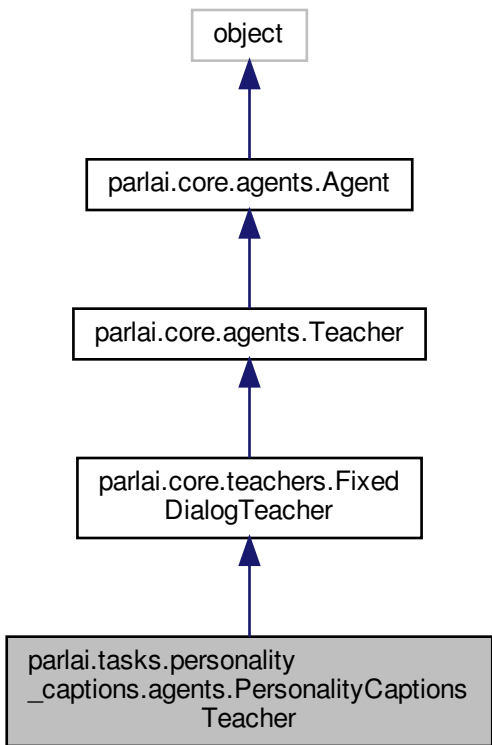 object
parlai.core.agents.Agent
parlai.core.agents.Teacher
parlai.core.teachers.Fixed
DialogTeacher
parlai.tasks.personality
_captions.agents.PersonalityCaptions
Teacher